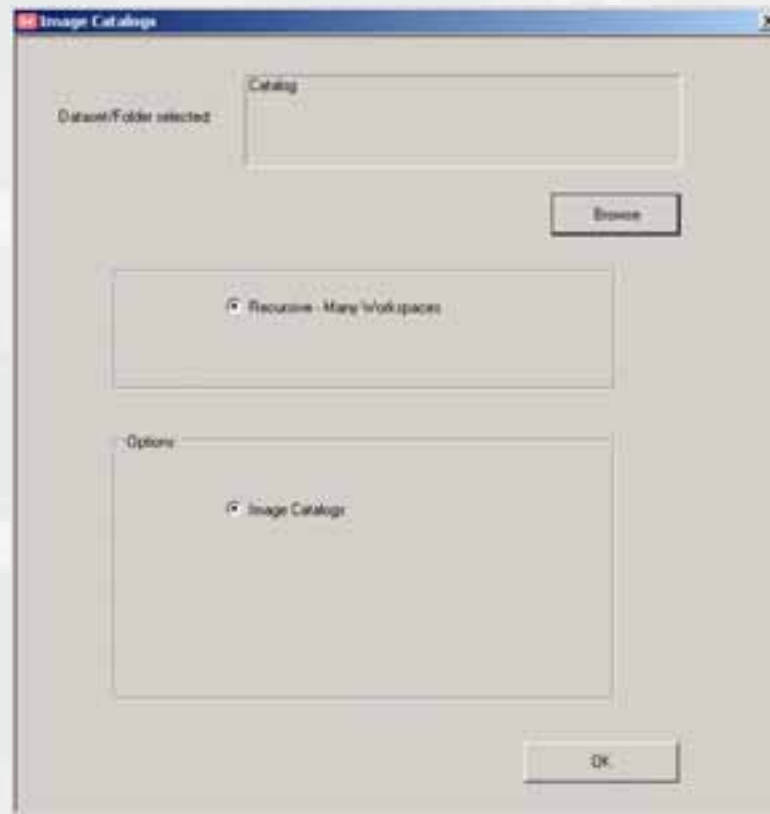 Image Catalogs
Catalog
Dataset/Folder selected:
Browse
Recursive - Many Workspaces
Options
Image Catalogs
OK